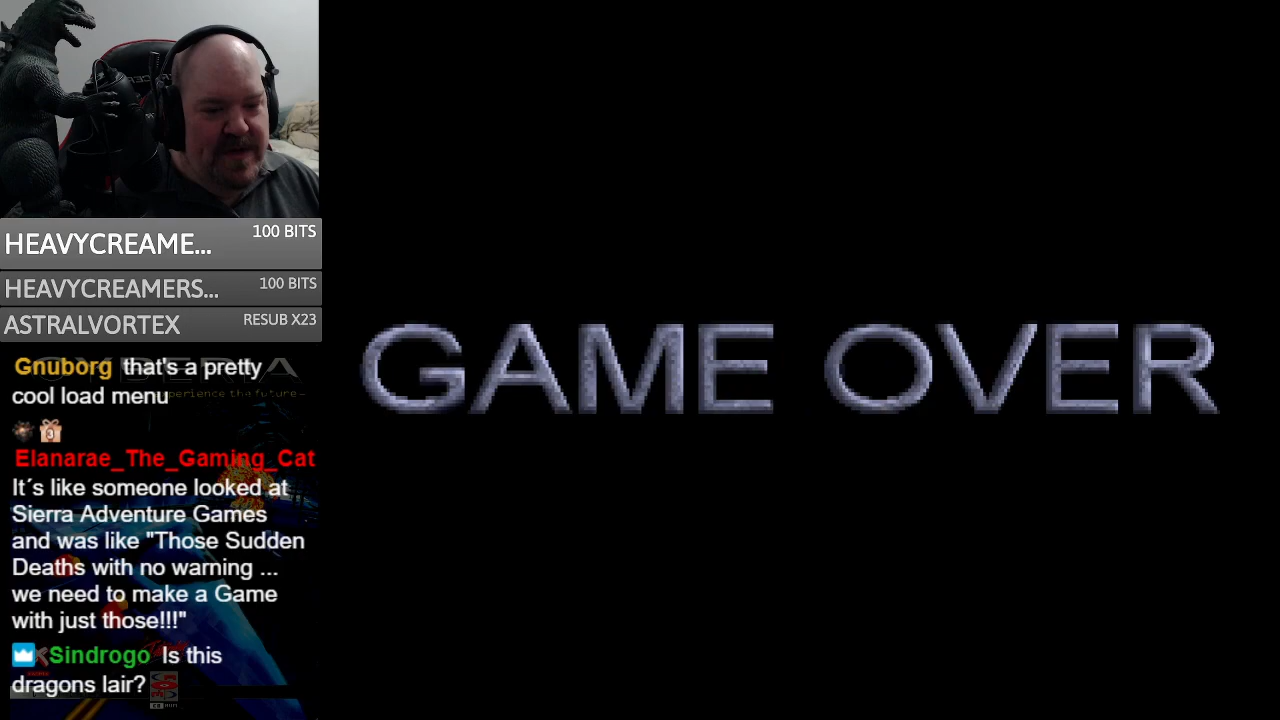 HEAVYCREAME... 100 BITS
HEAVYCREAMERS... 100 BITS
ASTRALVORTEX RESUB X23
Gnuborg that's a pretty
cool load menu
3
Elanarae_The_Gaming_Cat
It´s like someone looked at
Sierra Adventure Games
and was like "Those Sudden
Deaths with no warning ...
we need to make a Game
with just those!!!"
Sindrogo Is this
dragons lair?
CYBERIA
GAME OVER